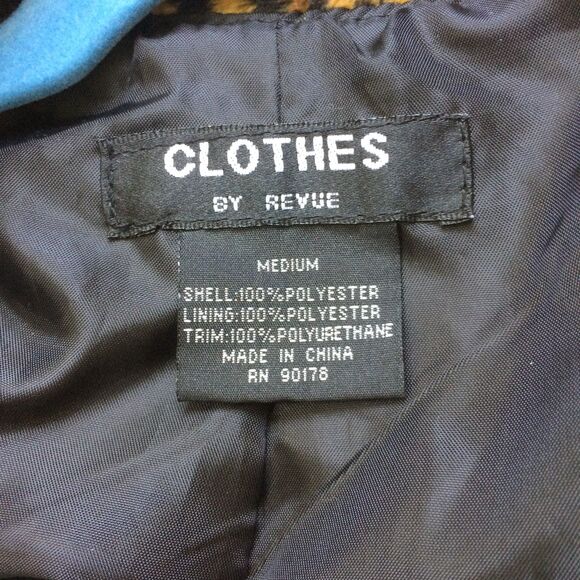 CLOTHES
BY REVUE
MEDIUM
SHELL:100%POLYESTER
LINING:100%POLYESTER
TRIM:100%POLYURETHANE
MADE IN CHINA
RN 90178